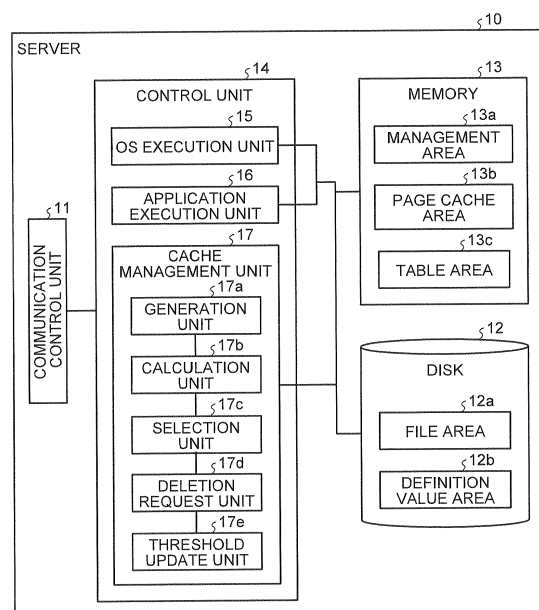 10
SERVER
14
CONTROL UNIT
15
OS EXECUTION UNIT
16
APPLICATION
EXECUTION UNIT
11
COMMUNICATION
CONTROL UNIT
17
CACHE
MANAGEMENT UNIT
17a
GENERATION
UNIT
17b
CALCULATION
UNIT
17c
SELECTION
UNIT
17d
DELETION
REQUEST UNIT
17e
THRESHOLD
UPDATE UNIT
13
MEMORY
13a
MANAGEMENT
AREA
13b
PAGE CACHE
AREA
13c
TABLE AREA
12
DISK
12a
FILE AREA
12b
DEFINITION
VALUE AREA